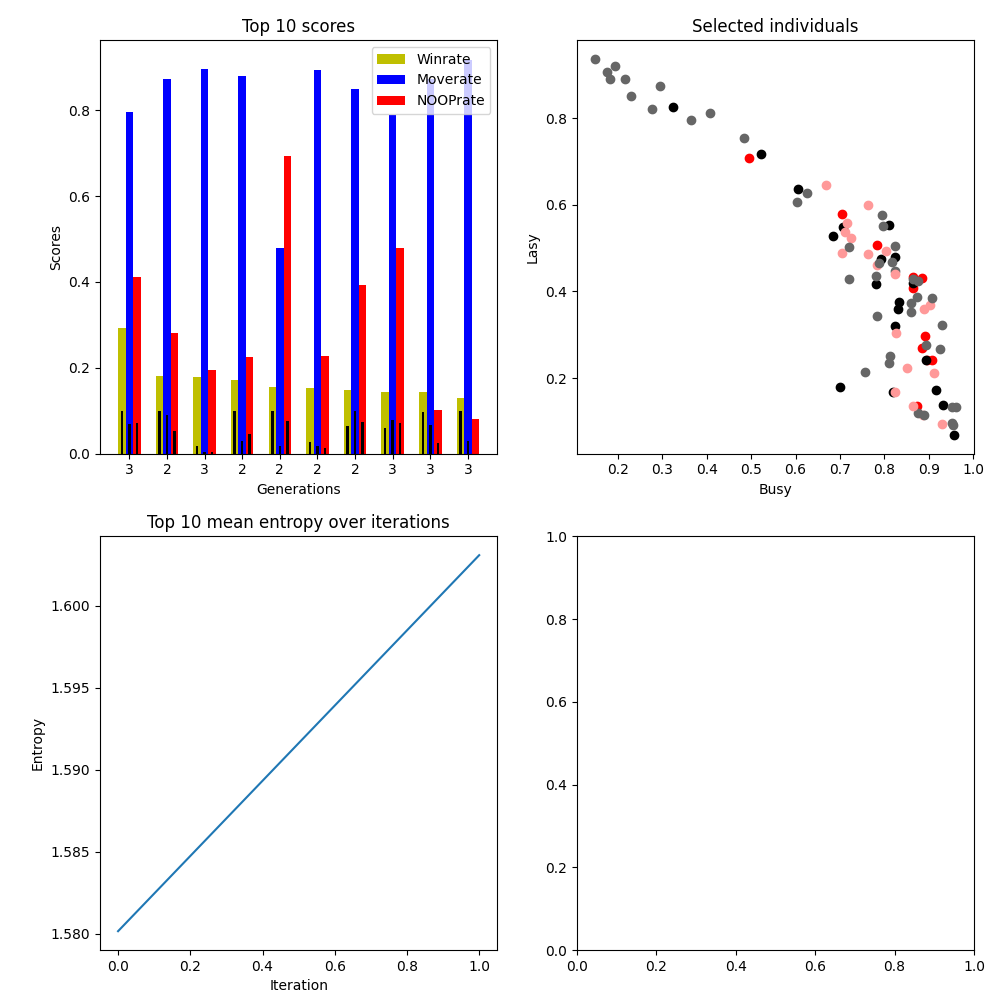 Top 10 scores
Winrate
Moverate
NOOPrate
0.8
0.6
0.4
0.2
0.0
Scores
3 2 3 2 2 2 2 3 3 3
Generations
Selected individuals
0.8
0.6
0.4
0.2
Lasy
0.2 0.3 0.4 0.5 0.6 0.7 0.8 0.9 1.0
Busy
Top 10 mean entropy over iterations
1.600
1.595
1.590
1.585
1.580
Entropy
0.0 0.2 0.4 0.6 0.8 1.0
Iteration
1.0
0.8
0.6
0.4
0.2
0.0
0.0 0.2 0.4 0.6 0.8 1.0